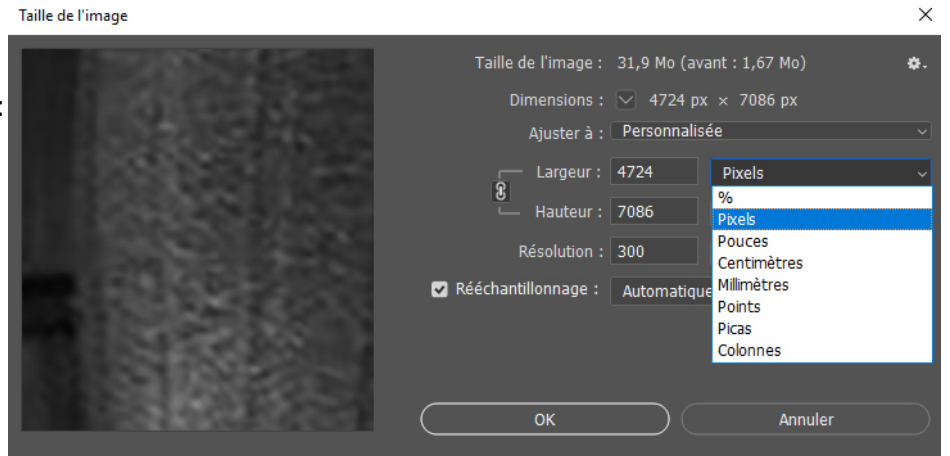 Taille de l'image
Taille de l'image : 31,9 Mo (avant : 1,67 Mo)
:
Dimensions : 4724 px × 7086 px
Ajuster à : Personnalisée
Largeur : 4724 Pixels
%
Hauteur : 7086 Pixels
Pouces
Résolution : 300 Centimètres
Rééchantillonnage : Automatique Millimètres
Points
Picas
Colonnes
OK Annuler